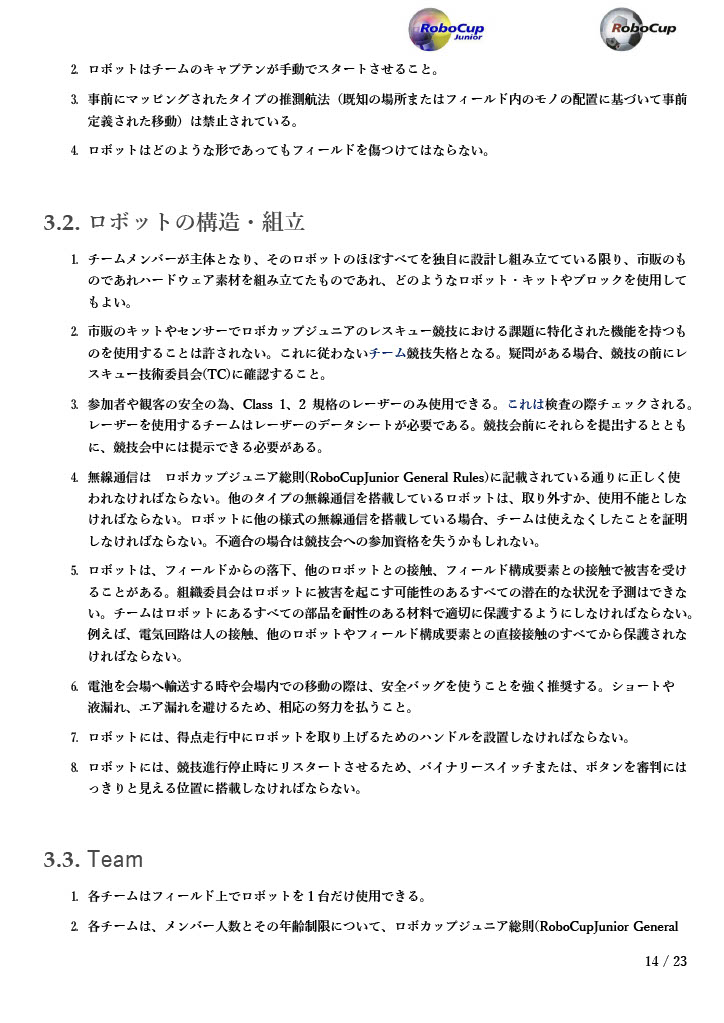 RoboCup Junior RoboCup
2. ロボットはチームのキャプテンが手動でスタートさせること。
3. 事前にマッピングされたタイプの推測航法（既知の場所またはフィールド内のモノの配置に基づいて事前
定義された移動）は禁止されている。
4. ロボットはどのような形であってもフィールドを傷つけてはならない。
3.2. ロボットの構造・組立
1. チームメンバーが主体となり、そのロボットのほぼすべてを独自に設計し組み立てている限り、市販のも
のであれハードウェア素材を組み立てたものであれ、どのようなロボット・キットやブロックを使用して
もよい。
2. 市販のキットやセンサーでロボカップジュニアのレスキュー競技における課題に特化された機能を持つも
のを使用することは許されない。これに従わないチーム競技失格となる。疑問がある場合、競技の前にレ
スキュー技術委員会(TC)に確認すること。
3. 参加者や観客の安全の為、Class 1、2 規格のレーザーのみ使用できる。これは検査の際チェックされる。
レーザーを使用するチームはレーザーのデータシートが必要である。競技会前にそれらを提出するととも
に、競技会中には提示できる必要がある。
4. 無線通信は　ロボカップジュニア総則(RoboCupJunior General Rules)に記載されている通りに正しく使
われなければならない。他のタイプの無線通信を搭載しているロボットは、取り外すか、使用不能としな
ければならない。ロボットに他の様式の無線通信を搭載している場合、チームは使えなくしたことを証明
しなければならない。不適合の場合は競技会への参加資格を失うかもしれない。
5. ロボットは、フィールドからの落下、他のロボットとの接触、フィールド構成要素との接触で被害を受け
ることがある。組織委員会はロボットに被害を起こす可能性のあるすべての潜在的な状況を予測はできな
い。チームはロボットにあるすべての部品を耐性のある材料で適切に保護するようにしなければならない。
例えば、電気回路は人の接触、他のロボットやフィールド構成要素との直接接触のすべてから保護されな
ければならない。
6. 電池を会場へ輸送する時や会場内での移動の際は、安全バッグを使うことを強く推奨する。ショートや
液漏れ、エア漏れを避けるため、相応の努力を払うこと。
7. ロボットには、得点走行中にロボットを取り上げるためのハンドルを設置しなければならない。
8. ロボットには、競技進行停止時にリスタートさせるため、バイナリースイッチまたは、ボタンを審判には
っきりと見える位置に搭載しなければならない。
3.3. Team
1. 各チームはフィールド上でロボットを１台だけ使用できる。
2. 各チームは、メンバー人数とその年齢制限について、ロボカップジュニア総則(RoboCupJunior General
14 / 23